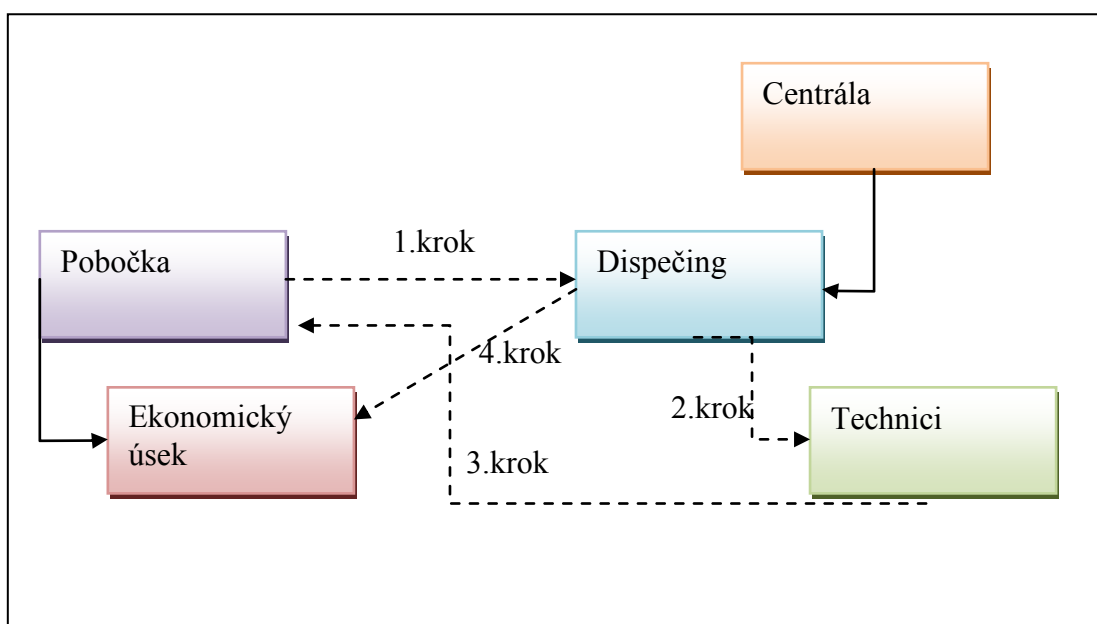 Centrála
Pobočka
1.krok
Dispečing
4.krok
Ekonomický
úsek
2.krok
Technici
3.krok